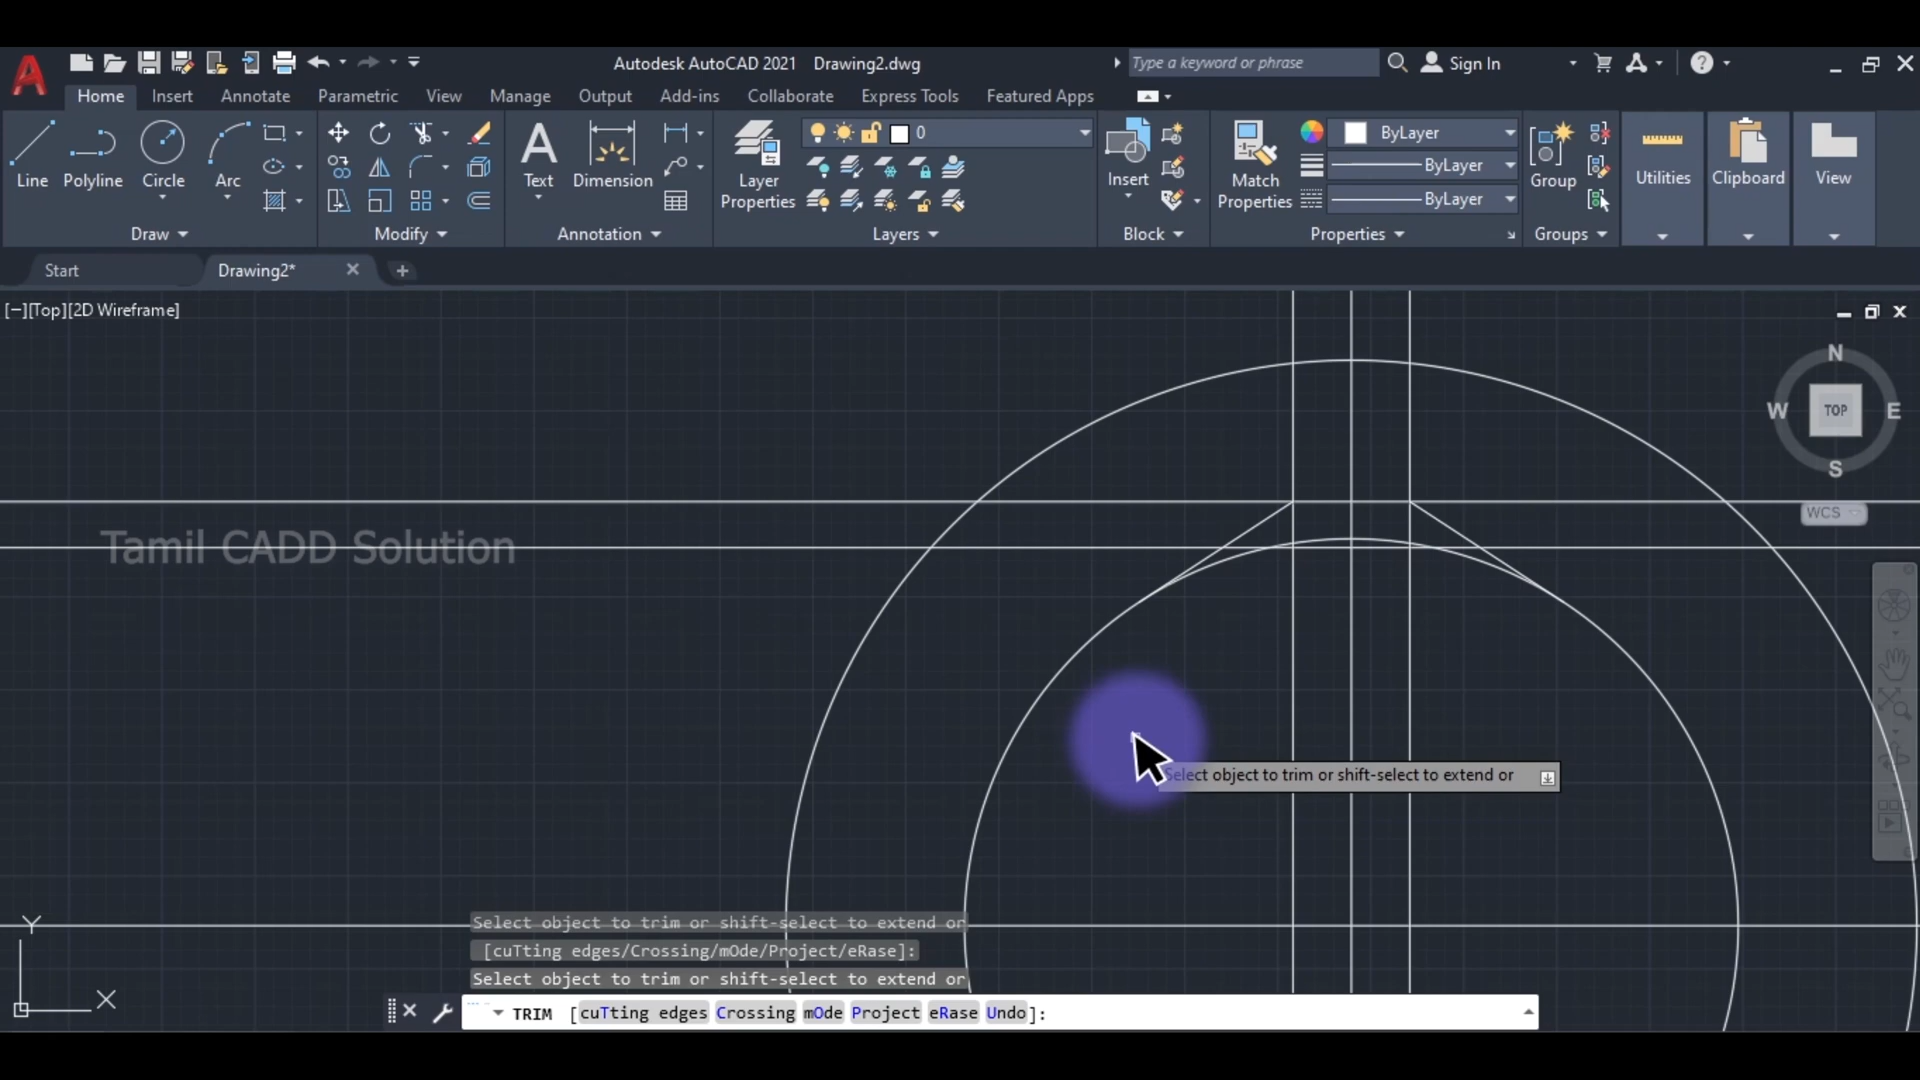 Autodesk AutoCAD 2021 Drawing2.dwg
Type a keyword or phrase
Sign In
Home Insert Annotate Parametric View Manage Output Add-ins Collaborate Express Tools Featured Apps
Line Polyline Circle Arc
Text Dimension
Layer
Properties
0
Insert
Match
Properties
ByLayer
ByLayer
ByLayer
Group
Utilities
Clipboard
View
Draw Modify Annotation Layers Block Properties Groups
Start Drawing2*
[−][Top][2D Wireframe]
N
W TOP E
S
WCS
Tamil CADD Solution
Select object to trim or shift-select to extend or
Y
X
Select object to trim or shift-select to extend or
[cuTting edges/Crossing/mOde/Project/eRase]:
Select object to trim or shift-select to extend or
TRIM [cuTting edges Crossing mOde Project eRase Undo]: